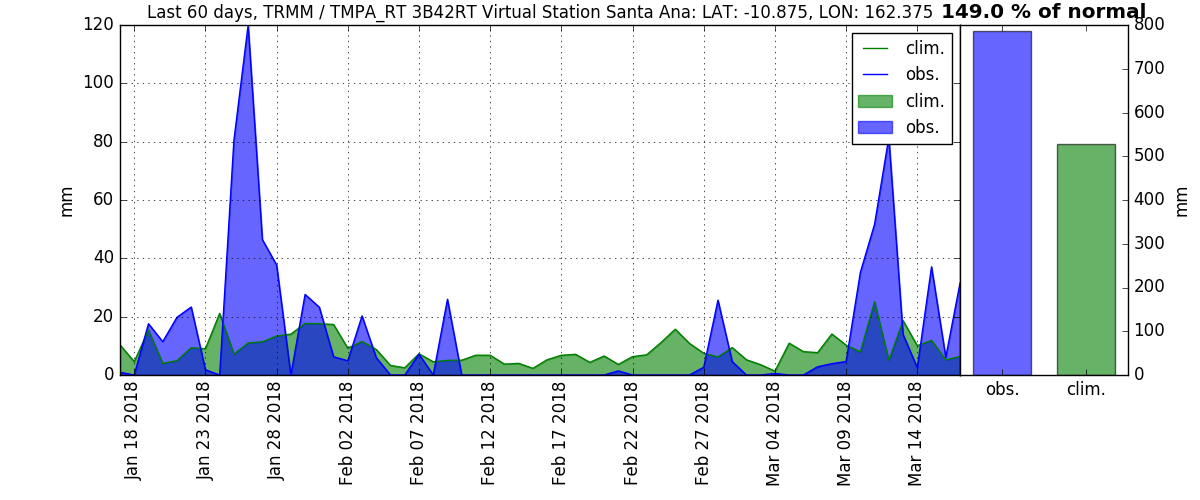 Last 60 days, TRMM / TMPA_RT 3B42RT Virtual Station Santa Ana: LAT: -10.875, LON: 162.375 149.0 % of normal
120
100
80
60
40
20
0
mm
clim.
obs.
clim.
obs.
800
700
600
500
400
300
200
100
0
mm
obs.
clim.
Jan 18 2018
Jan 23 2018
Jan 28 2018
Feb 02 2018
Feb 07 2018
Feb 12 2018
Feb 17 2018
Feb 22 2018
Feb 27 2018
Mar 04 2018
Mar 09 2018
Mar 14 2018